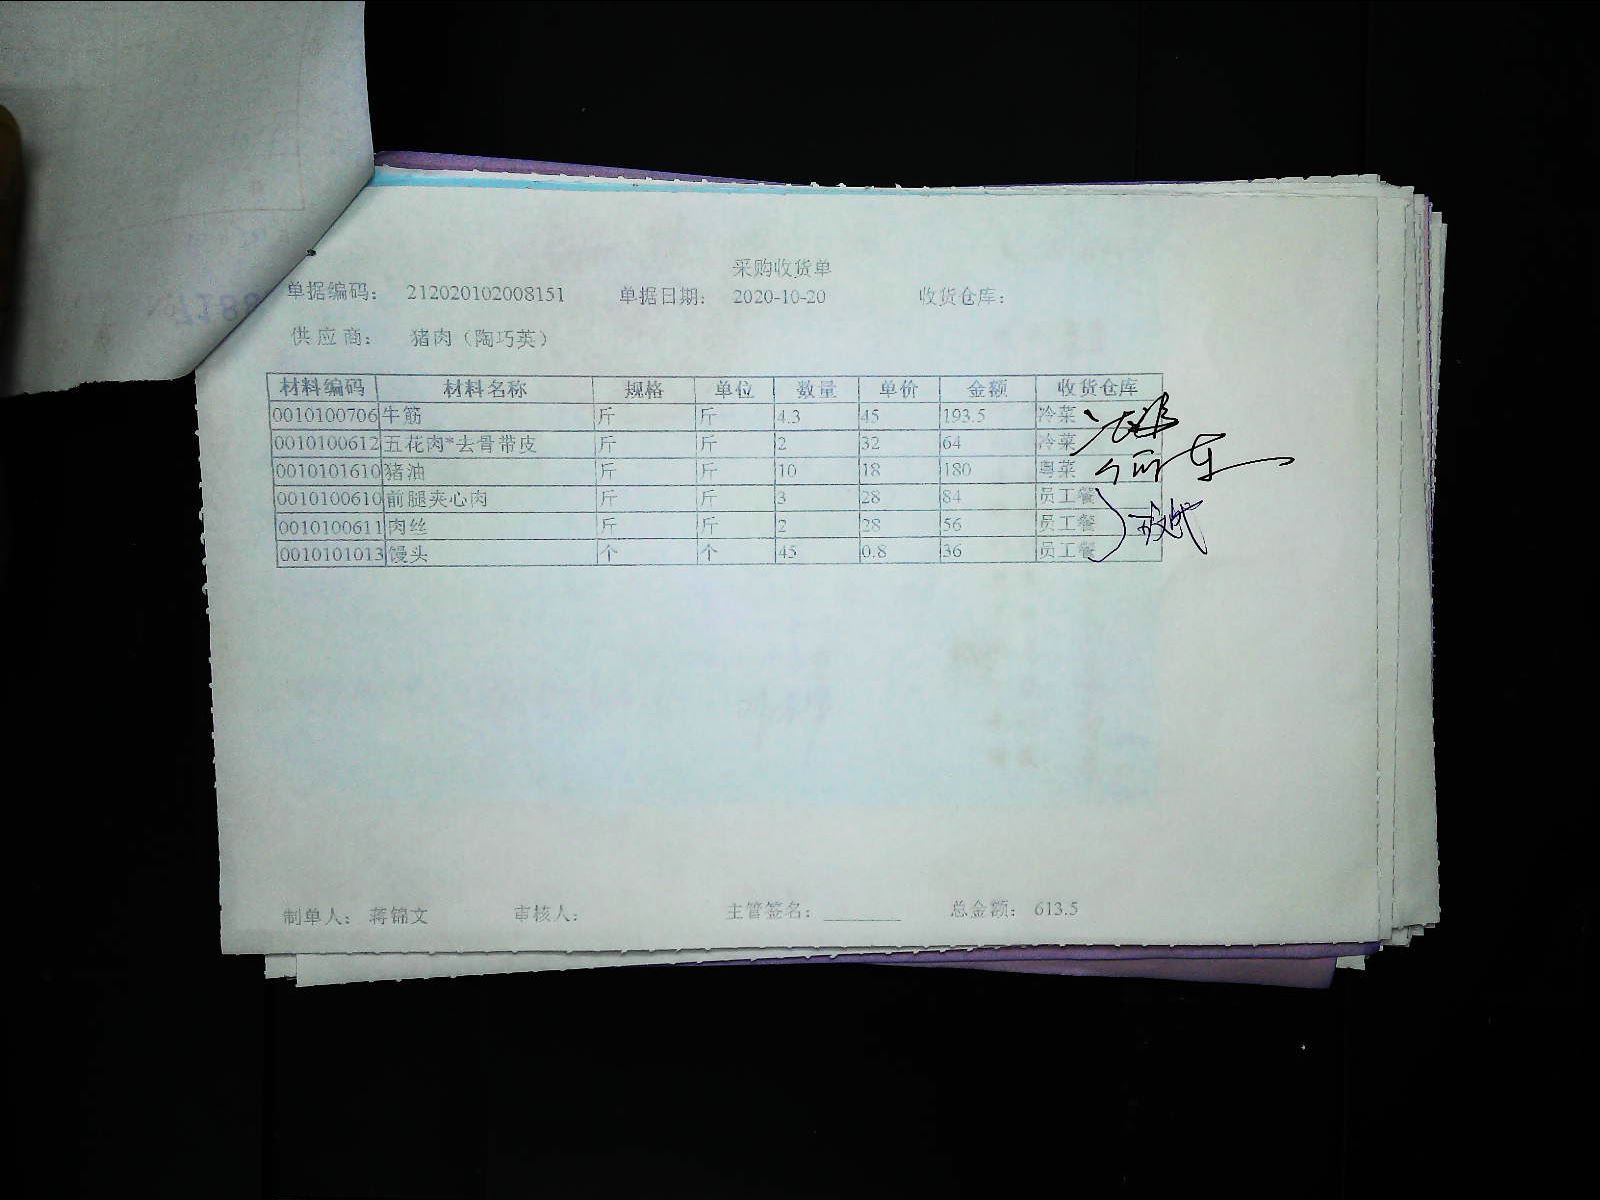 采购收货单
单据编码： 212020102008151 单据日期： 2020-10-20 收货仓库：
供应商： 猪肉（陶巧英）
材料编码 材料名称 规格 单位 数量 单价 金额 收货仓库
0010100706 牛筋 斤 斤 4.3 45 193.5 冷菜
0010100612 五花肉*去骨带皮 斤 斤 2 32 64 冷菜
0010101610 猪油 斤 斤 10 18 180 粤菜
0010100610 前腿夹心肉 斤 斤 3 28 84 员工餐
0010100611 肉丝 斤 斤 2 28 56 员工餐
0010101013 馒头 个 个 45 0.8 36 员工餐
制单人： 蒋锦文 审核人： 主管签名： 总金额： 613.5